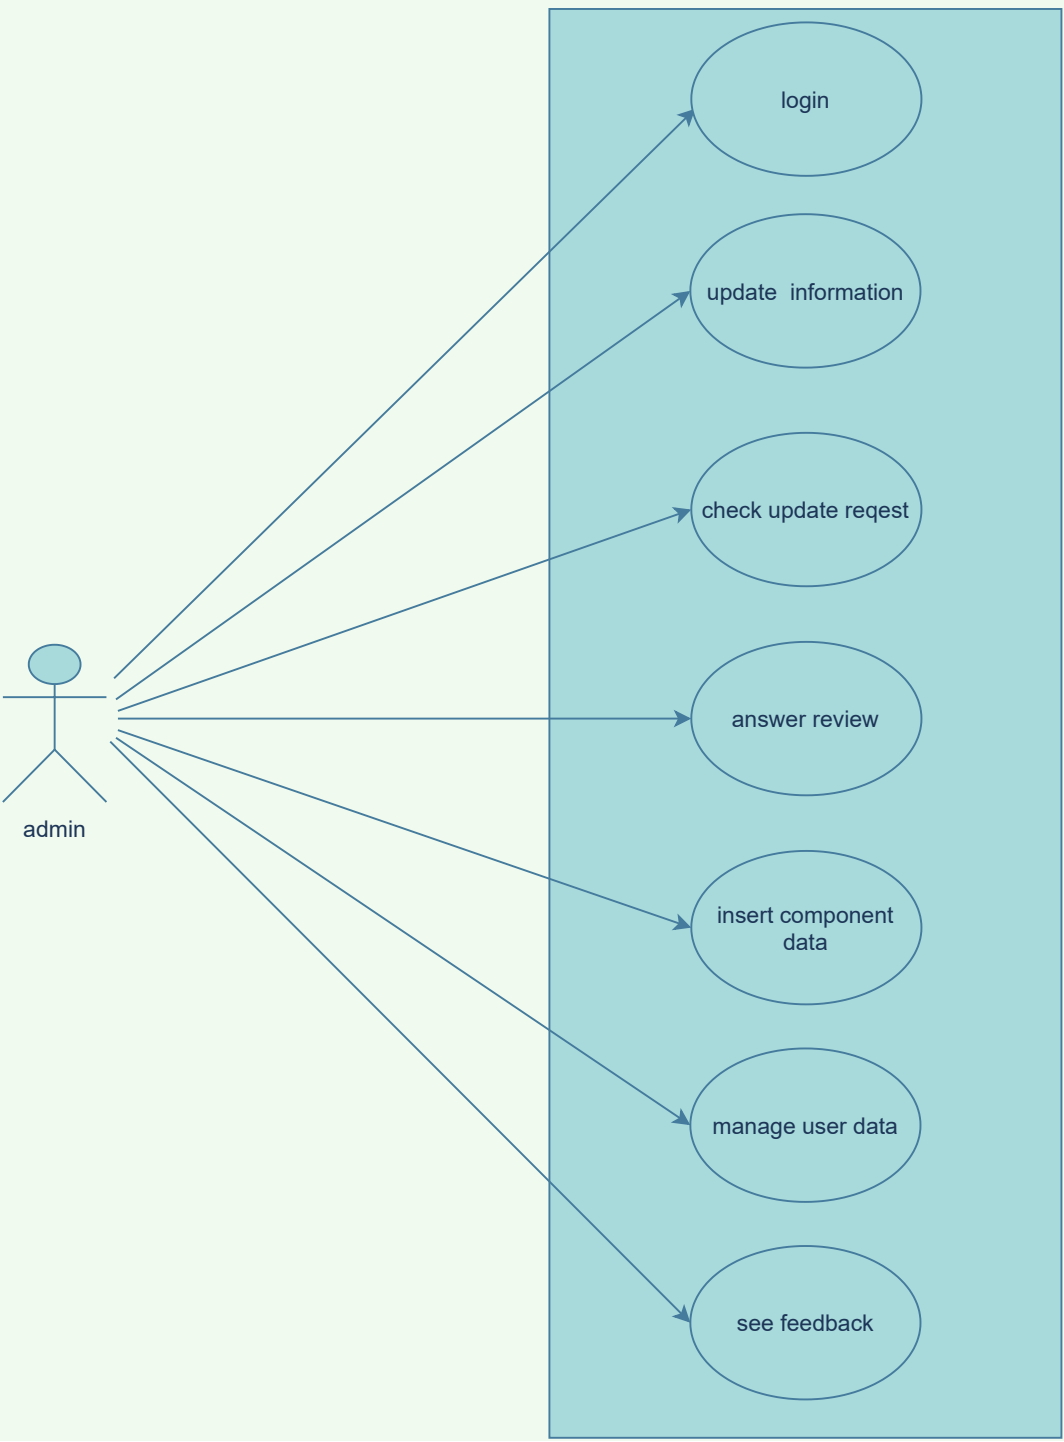 login
update  information
check update reqest
answer review
admin
insert component
data
manage user data
see feedback